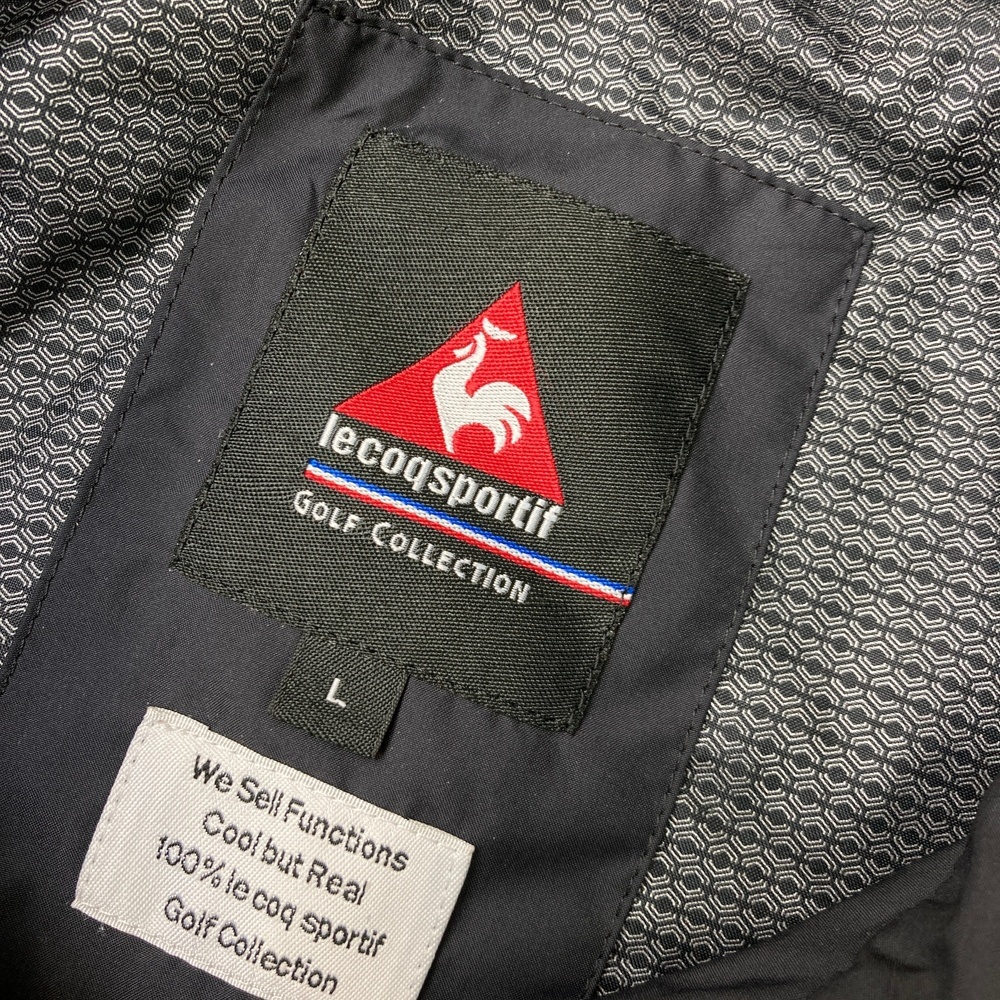 lecoqsportif
GOLF COLLECTION
L
We Sell Functions
Cool but Real
100% le coq sportif
Golf Collection